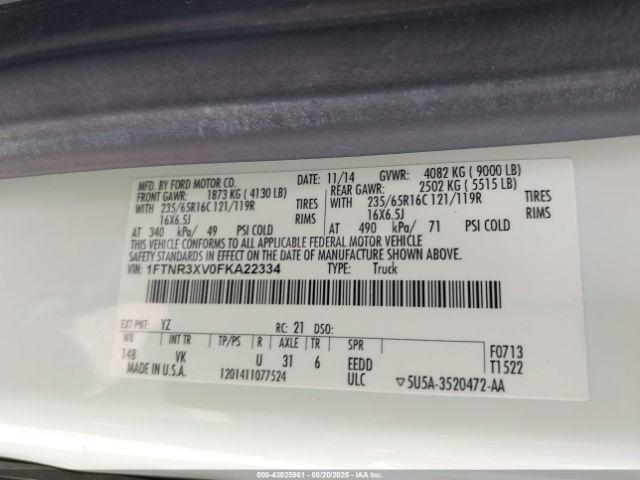 MFD. BY FORD MOTOR CO. DATE: 11/14 GVWR: 4082 KG ( 9000 LB)
FRONT GAWR: 1873 KG ( 4130 LB) REAR GAWR: 2502 KG ( 5515 LB)
WITH 235/65R16C 121/119R TIRES WITH 235/65R16C 121/119R TIRES
16X6.5J RIMS 16X6.5J RIMS
AT 340 kPa/ 49 PSI COLD AT 490 kPa/ 71 PSI COLD
THIS VEHICLE CONFORMS TO ALL APPLICABLE FEDERAL MOTOR VEHICLE
SAFETY STANDARDS IN EFFECT ON THE DATE OF MANUFACTURE SHOWN ABOVE.
VIN: 1FTNR3XV0FKA22334 TYPE: Truck
EXT PNT: YZ RC: 21 DSO:
WB INT TR TP/PS R AXLE TR SPR F0713
148 VK U 31 6 EEDD T1522
MADE IN U.S.A. 1201411077524 ULC ▽5U5A-3520472-AA
000-43025961 - 08/20/2025 - IAAI.COM